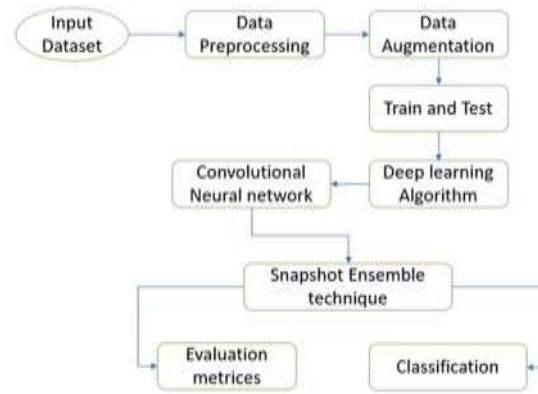 Input
Dataset
Data
Preprocessing
Data
Augmentation
Train and Test
Deep learning
Algorithm
Convolutional
Neural network
Snapshot Ensemble
technique
Evaluation
metrices
Classification